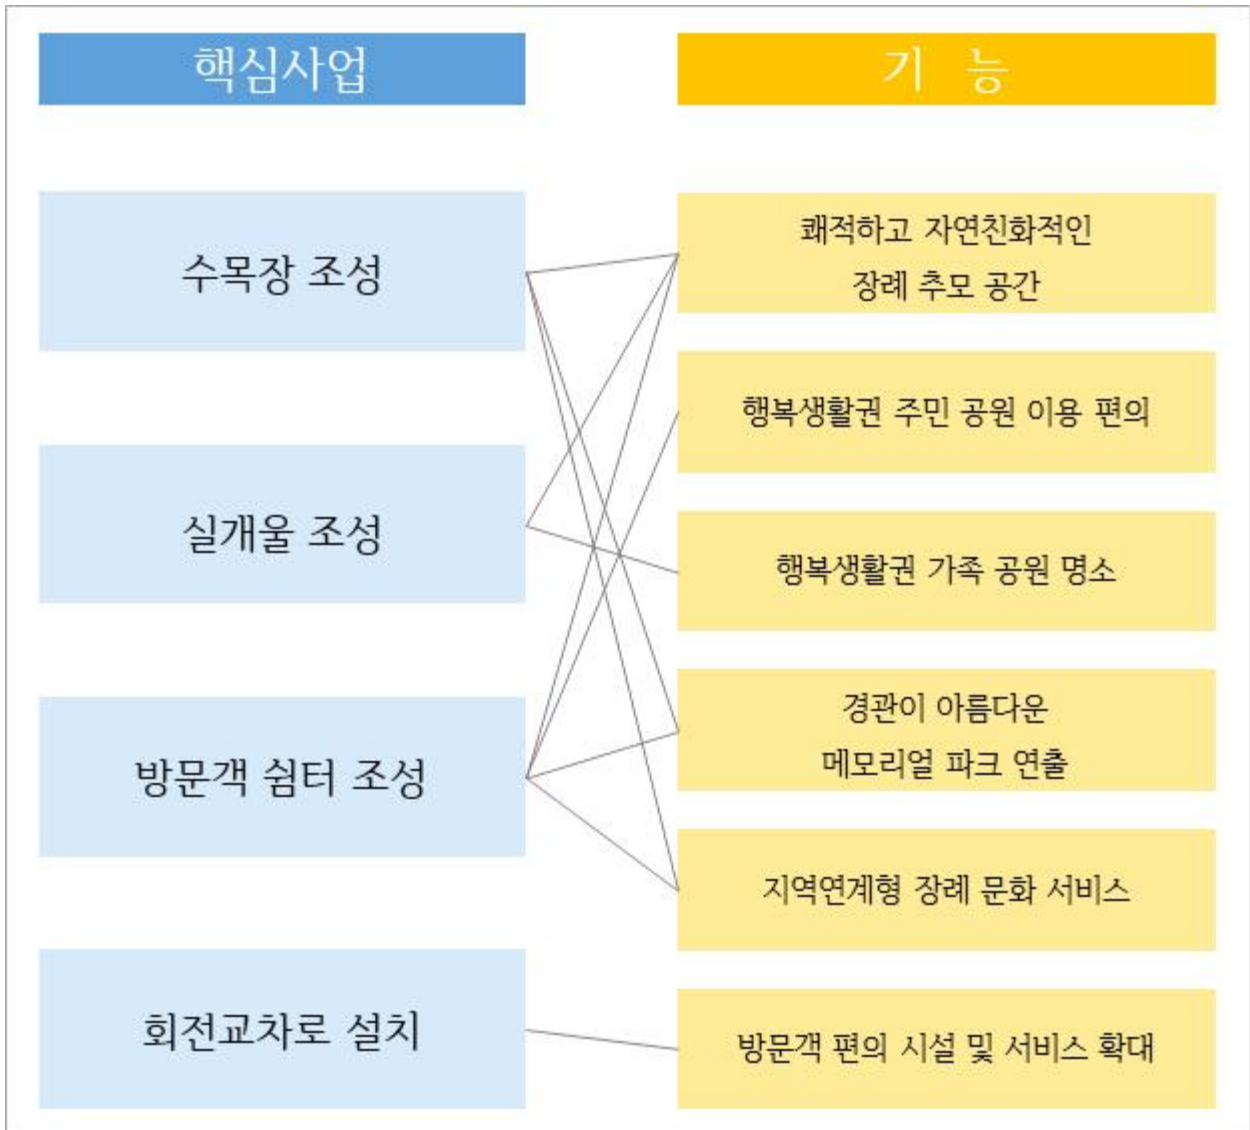 핵심사업
기 능
수목장 조성
실개울 조성
방문객 쉼터 조성
회전교차로 설치
쾌적하고 자연친화적인
장례 추모 공간
행복생활권 주민 공원 이용 편의
행복생활권 가족 공원 명소
경관이 아름다운
메모리얼 파크 연출
지역연계형 장례 문화 서비스
방문객 편의 시설 및 서비스 확대